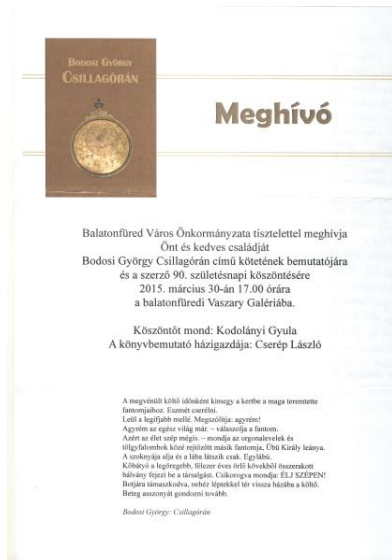 BODOSI GYÖRGY
CSILLAGÓRÁN
Meghívó
Balatonfüred Város Önkormányzata tisztelettel meghívja
Önt és kedves családját
Bodosi György Csillagórán című kötetének bemutatójára
és a szerző 90. születésnapi köszöntésére
2015. március 30-án 17.00 órára
a balatonfüredi Vaszary Galériába.
Köszöntőt mond: Kodolányi Gyula
A könyvbemutató házigazdája: Cserép László
A megvénült költő időnként kimegy a kertbe a maga teremtette
fantomjaihoz. Eszmét cserélni.
Leül a legifjabb mellé. Megszólítja: agyrém!
Agyrém az egész világ már. – válaszolja a fantom.
Azért az élet szép mégis. – mondja az orgonalevelek és
tölgyfalombok közé rejtőzött másik fantomja, Übü Király leánya.
A szoknyája alja és a lába látszik csak. Egylábú.
Kőbátyó a legöregebb, félezer éves őrlő kövekből összerakott
bálvány fejezi be a társalgást. Csikorogva mondja: ÉLJ SZÉPEN!
Botjára támaszkodva, nehéz léptekkel tér vissza házába a költő.
Beteg asszonyát gondozni tovább.
Bodosi György: Csillagórán